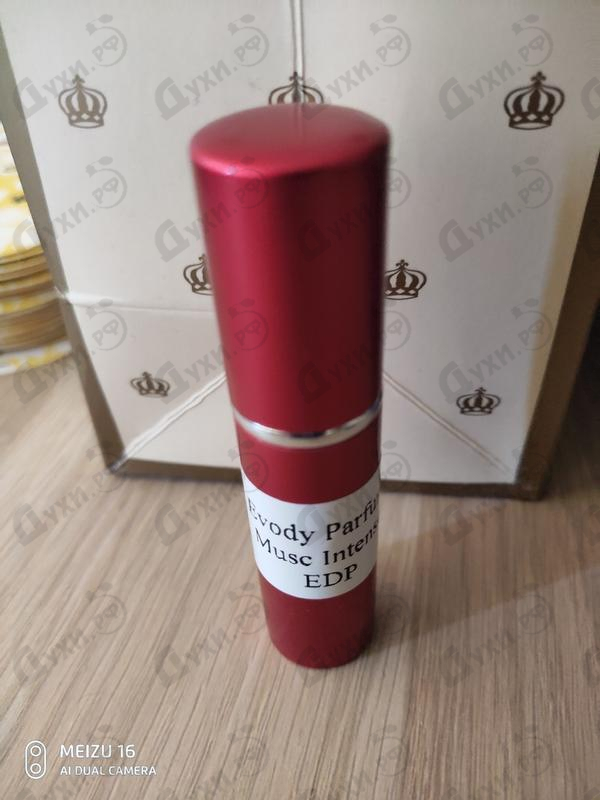 Evody Parfu
Musc Intens
EDP
MEIZU 16
AI DUAL CAMERA
Духи.рф